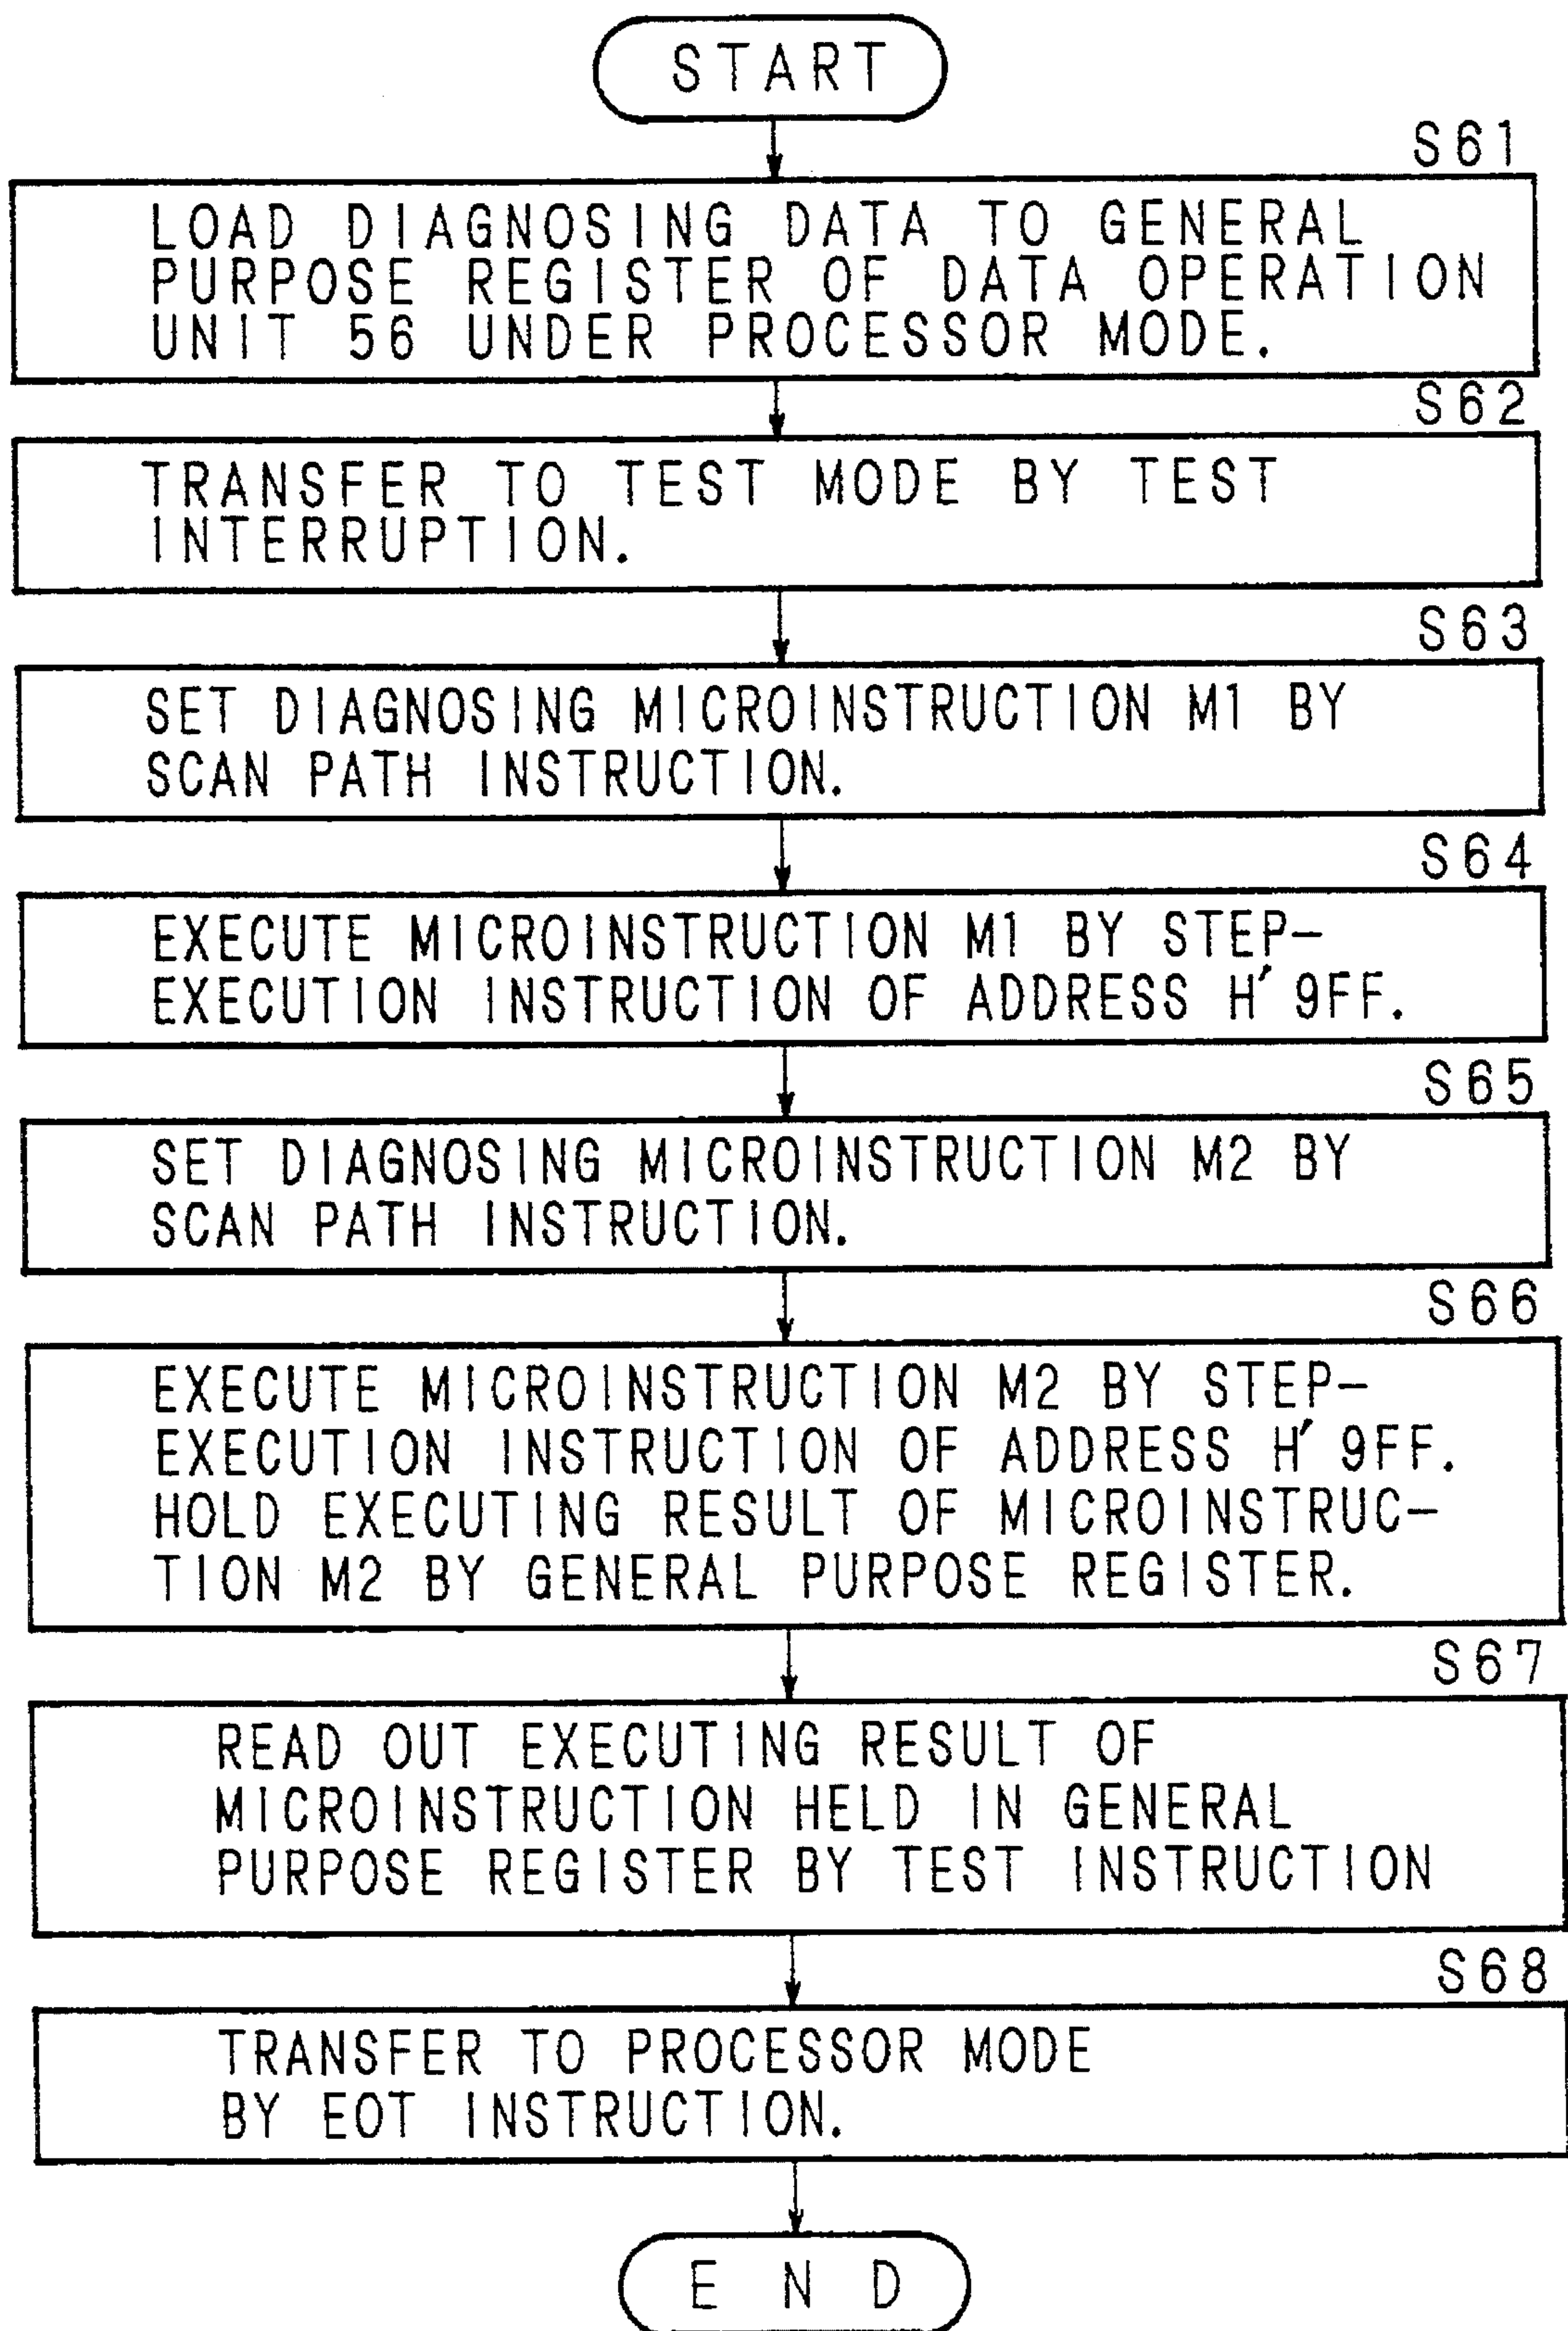 START
S61
LOAD DIAGNOSING DATA TO GENERAL
PURPOSE REGISTER OF DATA OPERATION
UNIT 56 UNDER PROCESSOR MODE.
S62
TRANSFER TO TEST MODE BY TEST
INTERRUPTION.
S63
SET DIAGNOSING MICROINSTRUCTION M1 BY
SCAN PATH INSTRUCTION.
S64
EXECUTE MICROINSTRUCTION M1 BY STEP-
EXECUTION INSTRUCTION OF ADDRESS H'9FF.
S65
SET DIAGNOSING MICROINSTRUCTION M2 BY
SCAN PATH INSTRUCTION.
S66
EXECUTE MICROINSTRUCTION M2 BY STEP-
EXECUTION INSTRUCTION OF ADDRESS H'9FF.
HOLD EXECUTING RESULT OF MICROINSTRUC-
TION M2 BY GENERAL PURPOSE REGISTER.
S67
READ OUT EXECUTING RESULT OF
MICROINSTRUCTION HELD IN GENERAL
PURPOSE REGISTER BY TEST INSTRUCTION
S68
TRANSFER TO PROCESSOR MODE
BY EOT INSTRUCTION.
END